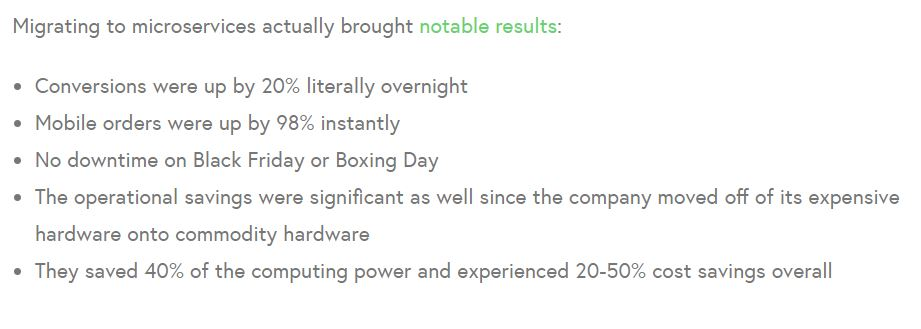 Migrating to microservices actually brought notable results:
• Conversions were up by 20% literally overnight
• Mobile orders were up by 98% instantly
• No downtime on Black Friday or Boxing Day
• The operational savings were significant as well since the company moved off of its expensive
hardware onto commodity hardware
• They saved 40% of the computing power and experienced 20-50% cost savings overall